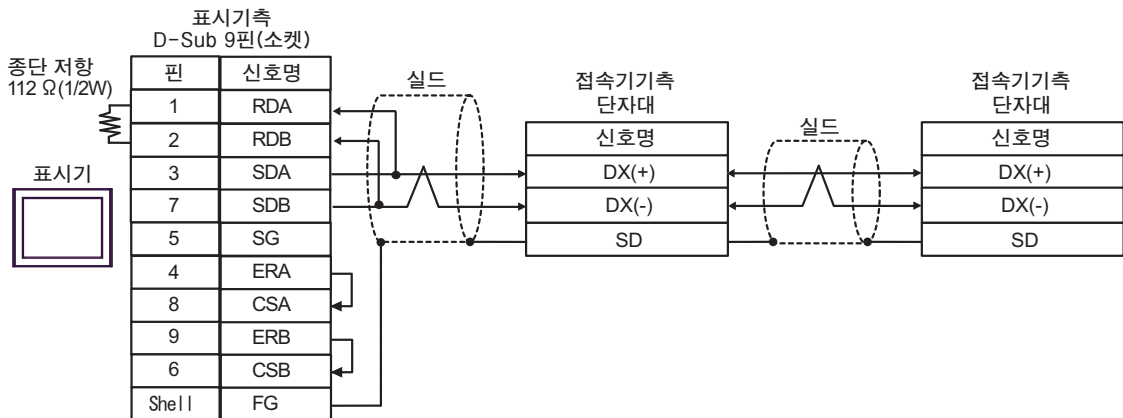 표시기측
D-Sub 9핀(소켓)
종단 저항
112 Ω(1/2W)
핀 신호명
1 RDA
2 RDB
3 SDA
7 SDB
5 SG
4 ERA
8 CSA
9 ERB
6 CSB
Shell FG
표시기
실드
접속기기측
단자대
신호명
DX(+)
DX(-)
SD
실드
접속기기측
단자대
신호명
DX(+)
DX(-)
SD